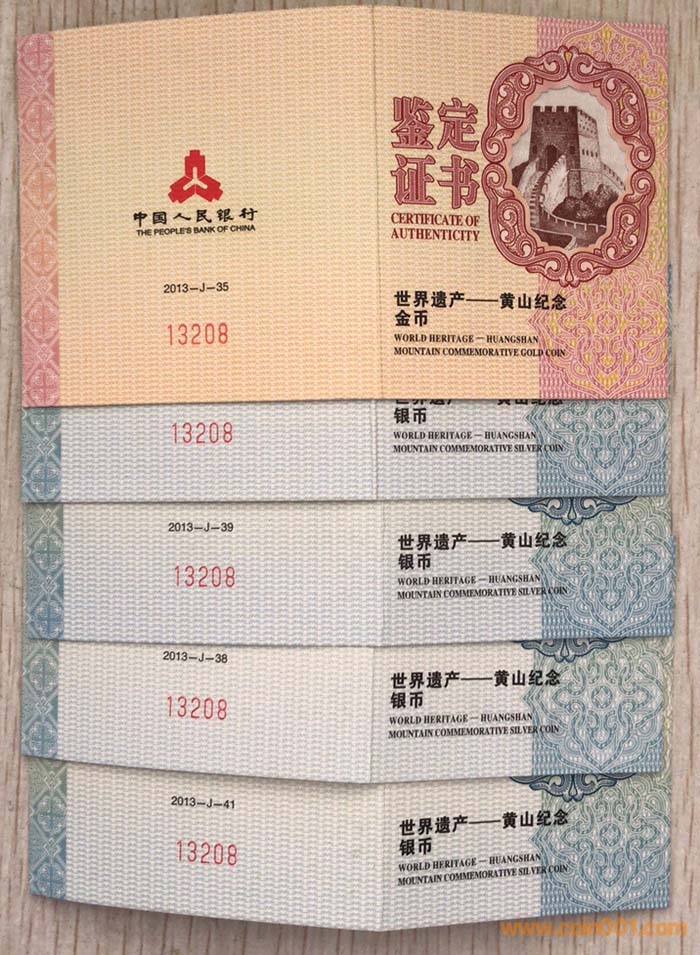 鉴定
证书
CERTIFICATE OF
AUTHENTICITY
中国人民银行
THE PEOPLE'S BANK OF CHINA
2013-J-35
13208
世界遗产——黄山纪念
金币
WORLD HERITAGE — HUANGSHAN
MOUNTAIN COMMEMORATIVE GOLD COIN
13208
银币
WORLD HERITAGE — HUANGSHAN
MOUNTAIN COMMEMORATIVE SILVER COIN
2013-J-39
13208
世界遗产——黄山纪念
银币
WORLD HERITAGE — HUANGSHAN
MOUNTAIN COMMEMORATIVE SILVER COIN
2013-J-38
13208
世界遗产——黄山纪念
银币
WORLD HERITAGE — HUANGSHAN
MOUNTAIN COMMEMORATIVE SILVER COIN
2013-J-41
13208
世界遗产——黄山纪念
银币
WORLD HERITAGE — HUANGSHAN
MOUNTAIN COMMEMORATIVE SILVER COIN
www.coin001.com